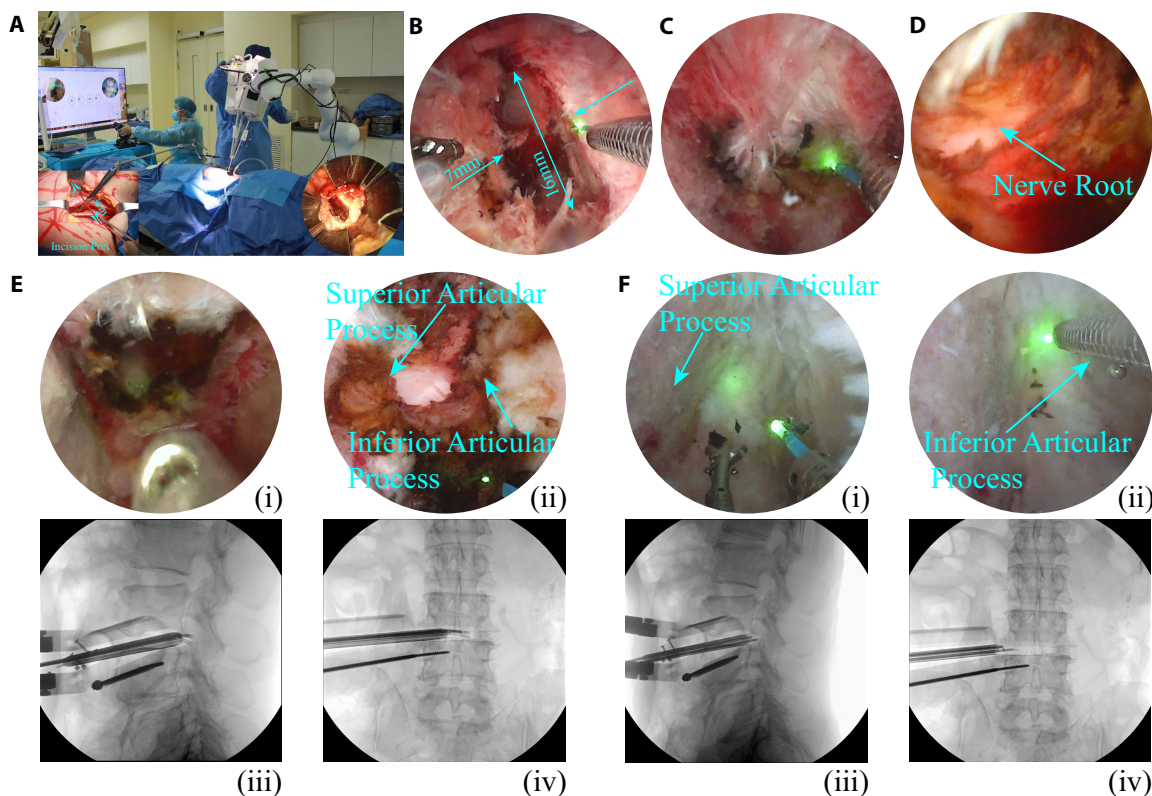 A
Incision Port
B
7mm
16mm
C
D
Nerve Root
E
(i)
Superior Articular
Process
Inferior Articular
Process
(ii)
F
Superior Articular
Process
(i)
Inferior Articular
Process
(ii)
(iii)
(iv)
(iii)
(iv)